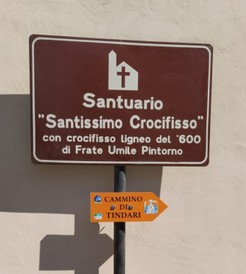 Santuario
"Santissimo Crocifisso"
con crocifisso ligneo del '600
di Frate Umile Pintorno
CAMMINO
DI
TINDARI